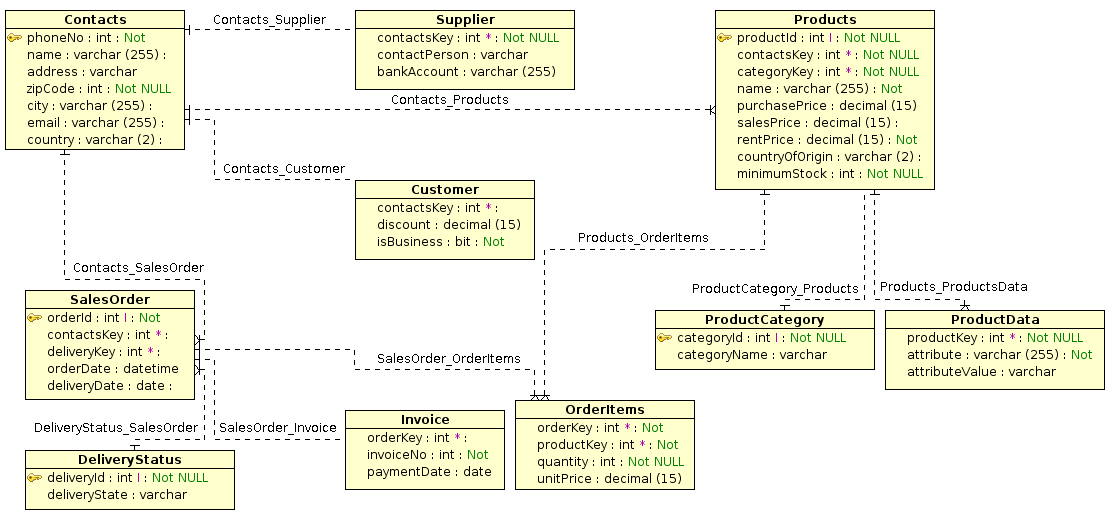 Contacts
phoneNo : int : Not
name : varchar (255) :
address : varchar
zipCode : int : Not NULL
city : varchar (255) :
email : varchar (255) :
country : varchar (2) :
Contacts_Supplier
Supplier
contactsKey : int * : Not NULL
contactPerson : varchar
bankAccount : varchar (255)
Products
productId : int I : Not NULL
contactsKey : int * : Not NULL
categoryKey : int * : Not NULL
name : varchar (255) : Not
purchasePrice : decimal (15)
salesPrice : decimal (15) :
rentPrice : decimal (15) : Not
countryOfOrigin : varchar (2) :
minimumStock : int : Not NULL
Contacts_Products
Contacts_Customer
Customer
contactsKey : int * :
discount : decimal (15)
isBusiness : bit : Not
Products_OrderItems
Contacts_SalesOrder
ProductCategory_Products
Products_ProductsData
SalesOrder
orderId : int I : Not
contactsKey : int * :
deliveryKey : int * :
orderDate : datetime
deliveryDate : date :
ProductCategory
categoryId : int I : Not NULL
categoryName : varchar
ProductData
productKey : int * : Not NULL
attribute : varchar (255) : Not
attributeValue : varchar
SalesOrder_OrderItems
DeliveryStatus_SalesOrder
SalesOrder_Invoice
Invoice
orderKey : int * :
invoiceNo : int : Not
paymentDate : date
OrderItems
orderKey : int * : Not
productKey : int * : Not
quantity : int : Not NULL
unitPrice : decimal (15)
DeliveryStatus
deliveryId : int I : Not NULL
deliveryState : varchar